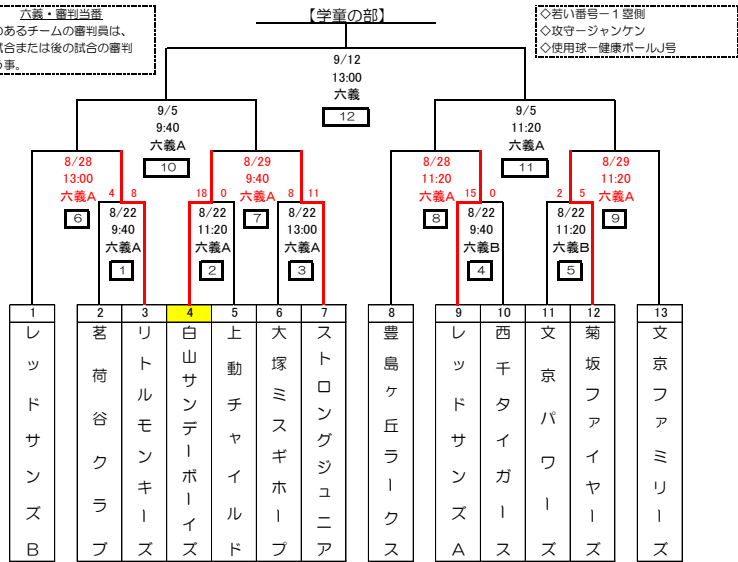 六義・審判当番
のあるチームの審判員は、
試合または後の試合の審判
う事。
【学童の部】
◇若い番号－1塁側
◇攻守－ジャンケン
◇使用球－健康ボールJ号
9/12
13:00
六義
12
9/5
9:40
六義A
10
9/5
11:20
六義A
11
8/28
13:00
六義A
6
8/29
9:40
六義A
7
8/28
11:20
六義A
8
8/29
11:20
六義A
9
4 8
8/22
9:40
六義A
1
18 0
8/22
11:20
六義A
2
8 11
8/22
13:00
六義A
3
15 0
8/22
9:40
六義B
4
2 5
8/22
11:20
六義B
5
1
レッドサンズB
2
茗荷谷クラブ
3
リトルモンキーズ
4
白山サンデーボーイズ
5
上動チャイルド
6
大塚ミスギホープ
7
ストロングジュニア
8
豊島ヶ丘ラークス
9
レッドサンズA
10
西千タイガース
11
文京パワーズ
12
菊坂ファイヤーズ
13
文京ファミリーズ